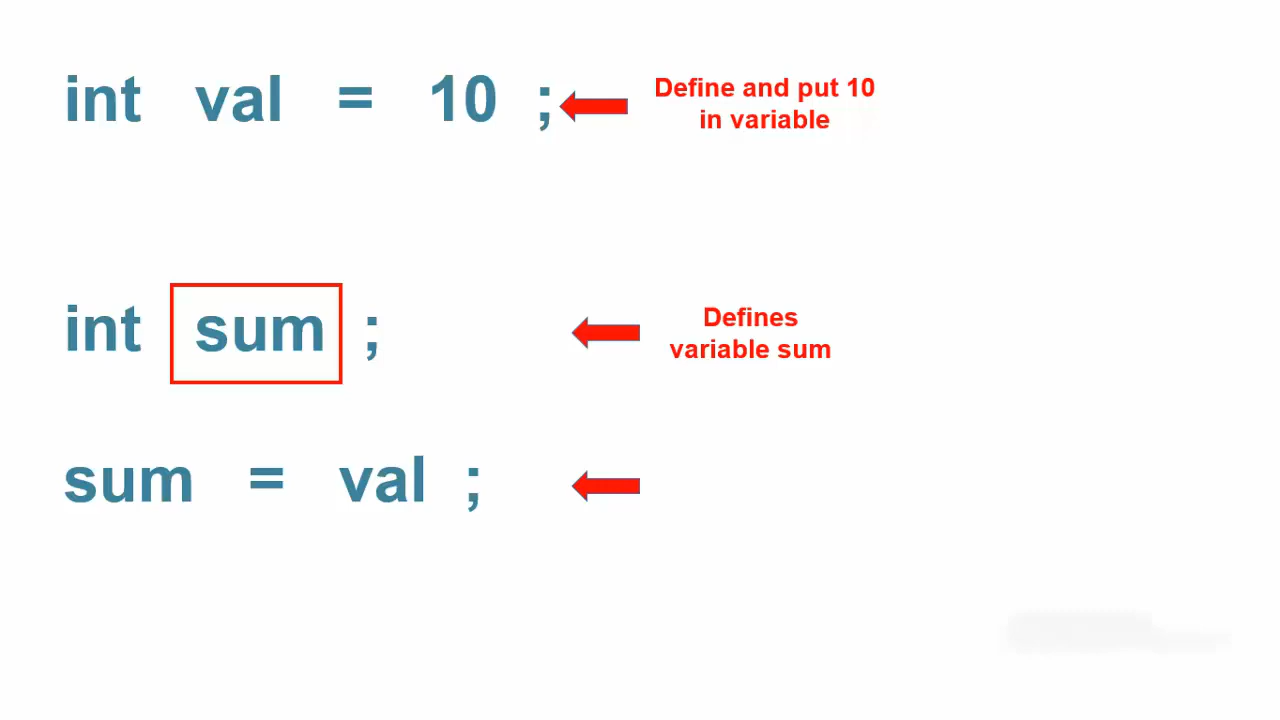 int val = 10 ;
Define and put 10
in variable
int sum ;
Defines
variable sum
sum = val ;